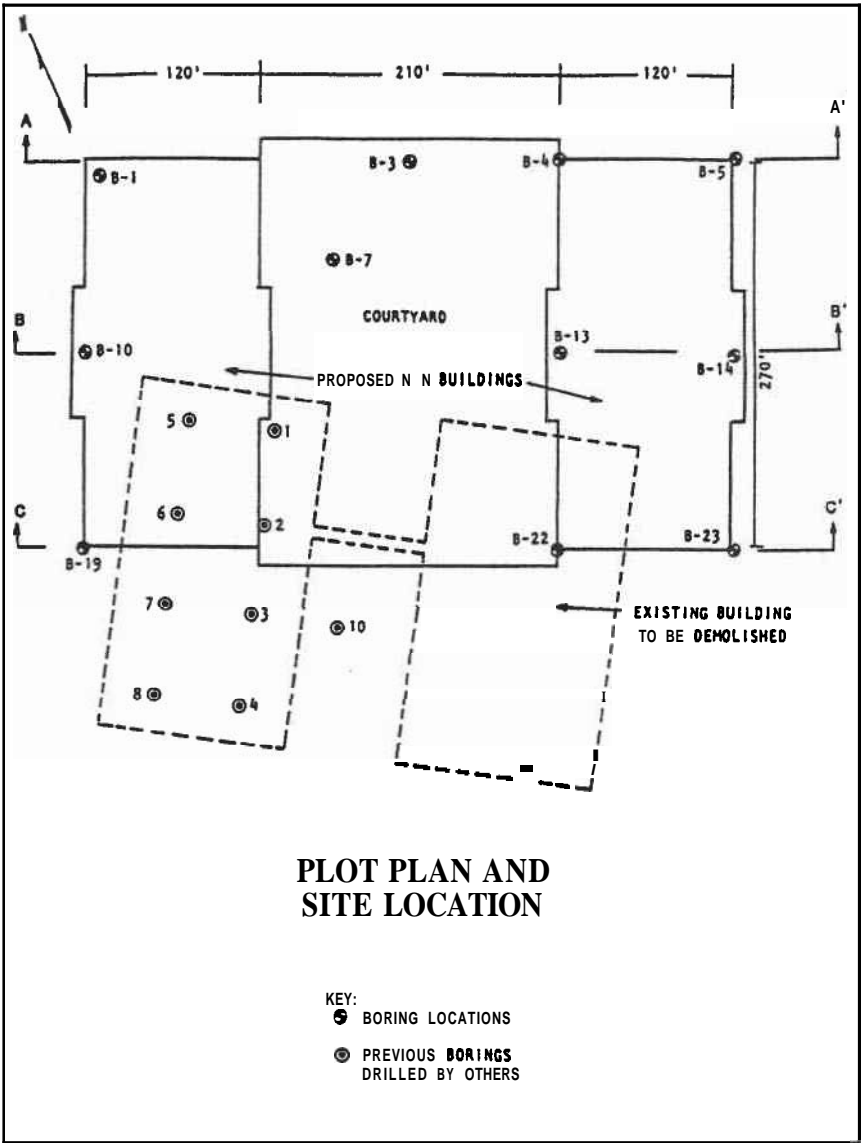 120' 210' 120'
A A'
B-1 B-3 B-4 B-5
B-7
COURTYARD
B B'
B-10 B-13 B-14
270'
PROPOSED N N BUILDINGS
5 1
6 2
C C'
B-19 B-22 B-23
7 3 10
EXISTING BUILDING
TO BE DEMOLISHED
8 4
PLOT PLAN AND
SITE LOCATION
KEY:
BORING LOCATIONS
PREVIOUS BORINGS
DRILLED BY OTHERS